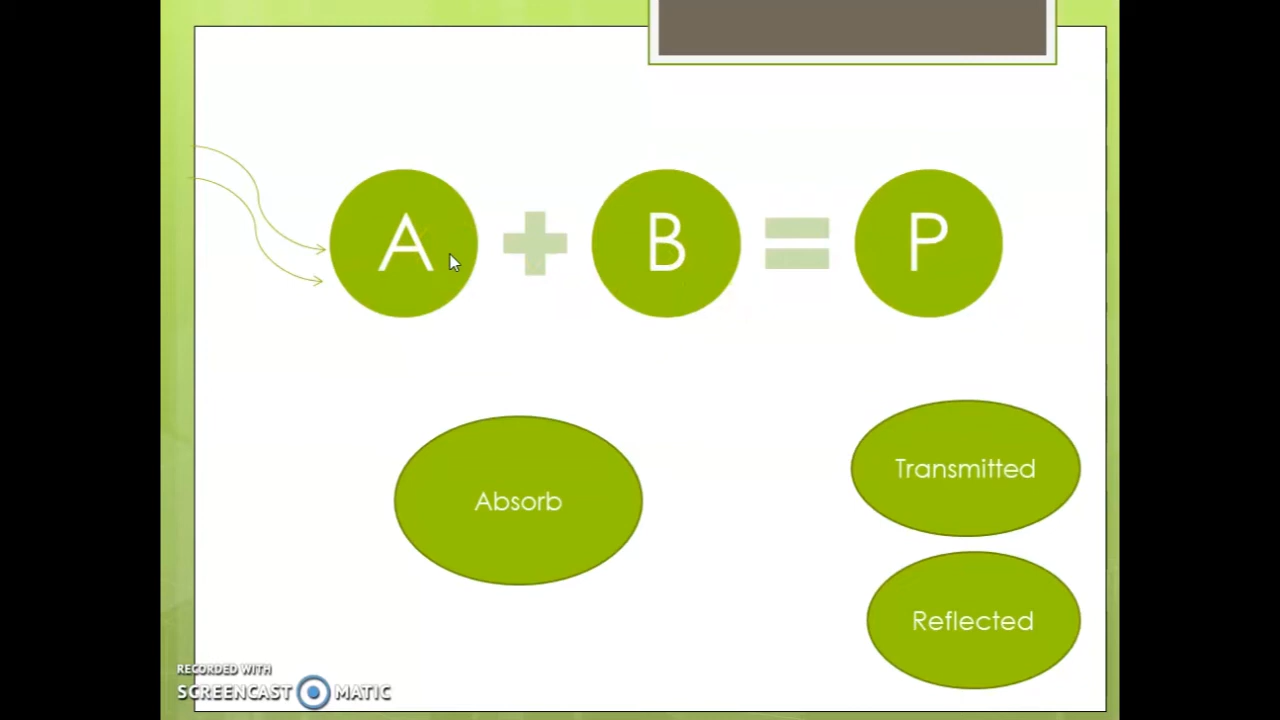 A + B = P
Absorb
Transmitted
Reflected
RECORDED WITH
SCREENCAST MATIC